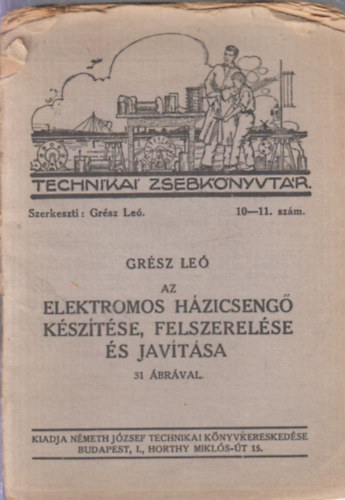 TECHNIKAI ZSEBKÖNYVTÁR.
Szerkeszti: Grész Leó. 10—11. szám.
GRÉSZ LEÓ
AZ
ELEKTROMOS HÁZICSENGŐ
KÉSZÍTÉSE, FELSZERELÉSE
ÉS JAVÍTÁSA
31 ÁBRÁVAL.
KIADJA NÉMETH JÓZSEF TECHNIKAI KÖNYVKERESKEDÉSE
BUDAPEST, I., HORTHY MIKLÓS-ÚT 15.